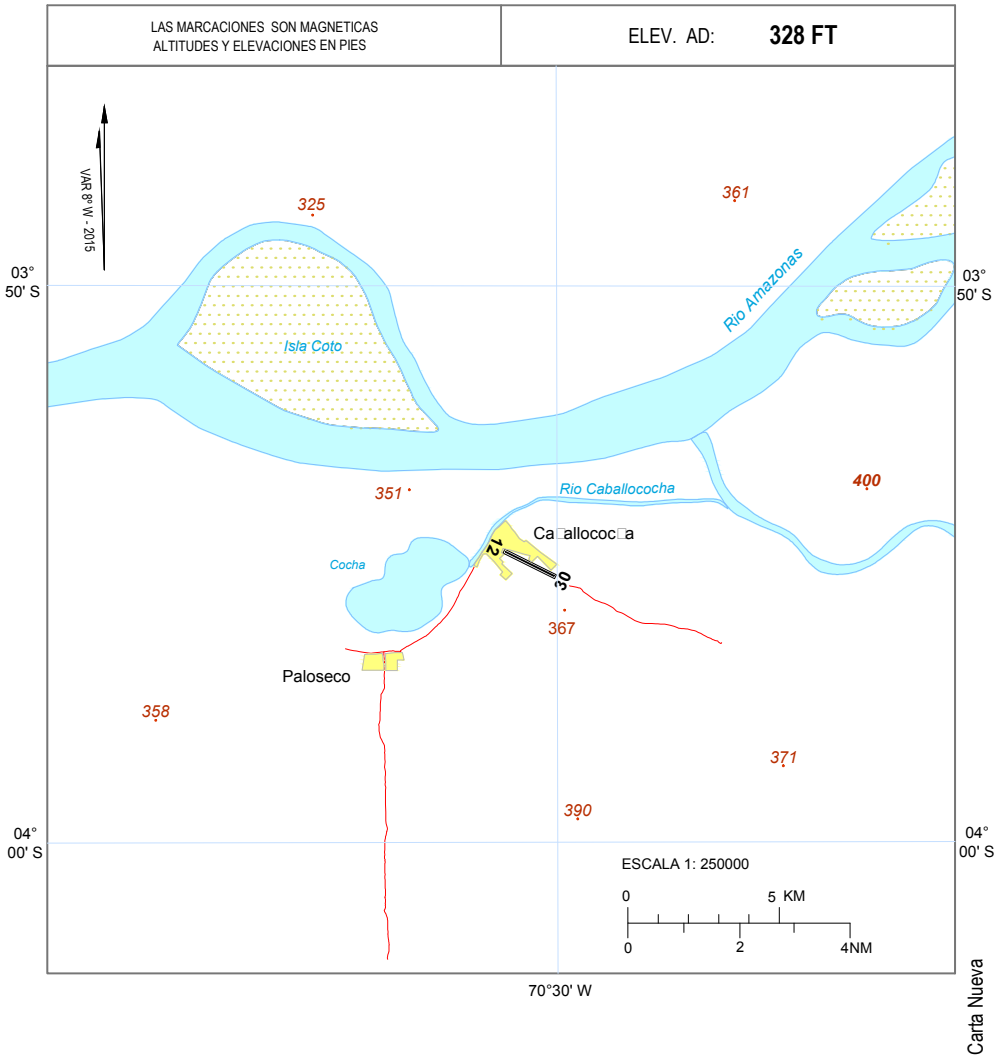 LAS MARCACIONES SON MAGNETICAS
ALTITUDES Y ELEVACIONES EN PIES
ELEV. AD: 328 FT
VAR 8° W - 2015
325
361
03°
50' S
03°
50' S
Rio Amazonas
Isla Coto
351
Rio Caballococha
400
Ca□allococ□a
12
30
Cocha
367
Paloseco
358
371
390
04°
00' S
04°
00' S
ESCALA 1: 250000
0 5 KM
0 2 4NM
70°30' W
Carta Nueva